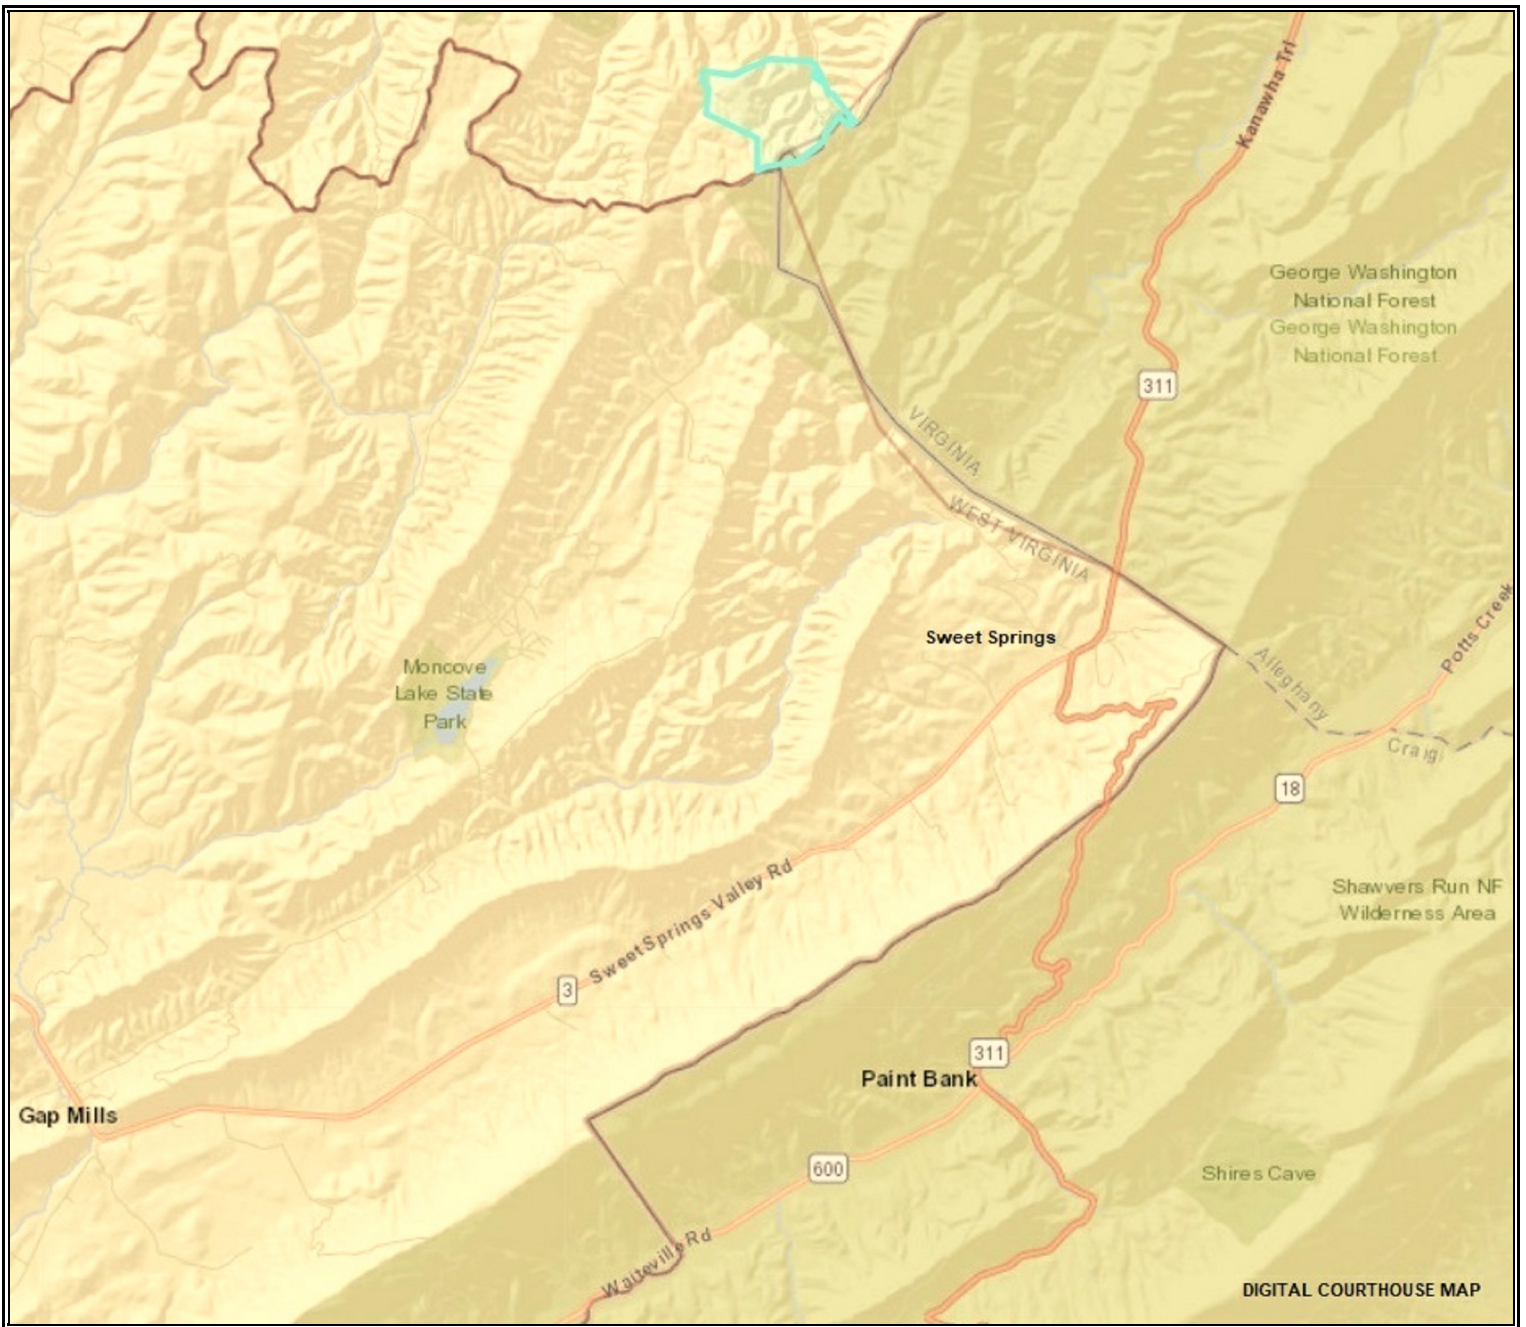 Kanawha Trl
George Washington
National Forest
George Washington
National Forest
311
VIRGINIA
WEST VIRGINIA
Potts Creek
Sweet Springs
Alleghany
Craig
Moncove
Lake State
Park
18
Sweet Springs Valley Rd
Shawvers Run NF
Wilderness Area
3
311
Paint Bank
Gap Mills
600
Shires Cave
Waiteville Rd
DIGITAL COURTHOUSE MAP